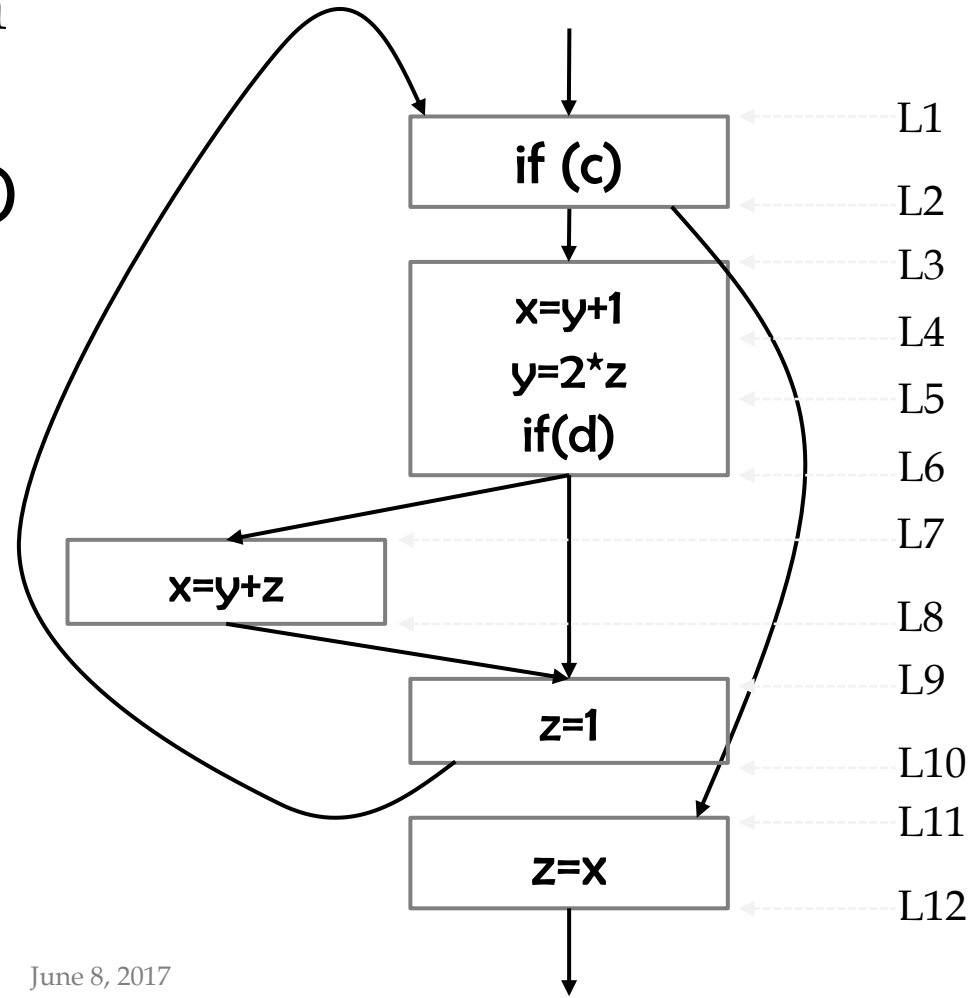 if (c)
x=y+1
y=2*z
if(d)
x=y+z
z=1
z=x
L1
L2
L3
L4
L5
L6
L7
L8
L9
L10
L11
L12
June 8, 2017